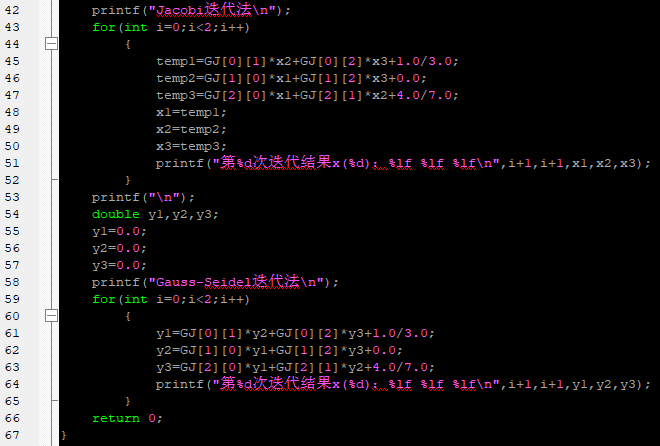 42 printf("Jacobi迭代法\n");
43 for(int i=0;i<2;i++)
44 {
45 temp1=GJ[0][1]*x2+GJ[0][2]*x3+1.0/3.0;
46 temp2=GJ[1][0]*x1+GJ[1][2]*x3+0.0;
47 temp3=GJ[2][0]*x1+GJ[2][1]*x2+4.0/7.0;
48 x1=temp1;
49 x2=temp2;
50 x3=temp3;
51 printf("第%d次迭代结果x(%d)：%lf %lf %lf\n",i+1,i+1,x1,x2,x3);
52 }
53 printf("\n");
54 double y1,y2,y3;
55 y1=0.0;
56 y2=0.0;
57 y3=0.0;
58 printf("Gauss-Seidel迭代法\n");
59 for(int i=0;i<2;i++)
60 {
61 y1=GJ[0][1]*y2+GJ[0][2]*y3+1.0/3.0;
62 y2=GJ[1][0]*y1+GJ[1][2]*y3+0.0;
63 y3=GJ[2][0]*y1+GJ[2][1]*y2+4.0/7.0;
64 printf("第%d次迭代结果x(%d)：%lf %lf %lf\n",i+1,i+1,y1,y2,y3);
65 }
66 return 0;
67 }